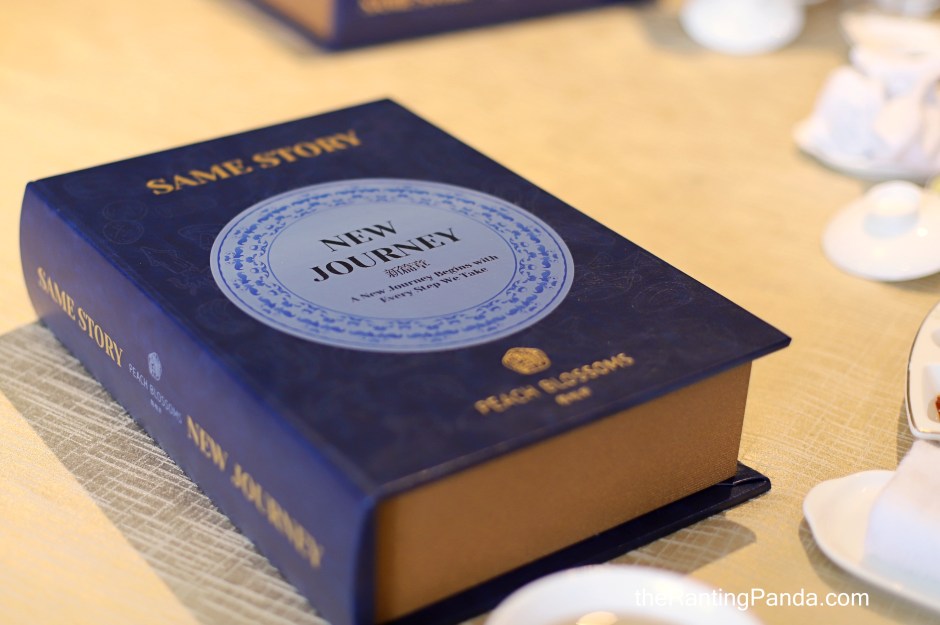 SAME STORY
NEW
JOURNEY
A New Journey Begins with
Every Step We Take
PEACH BLOSSOMS
SAME STORY
PEACH BLOSSOMS
NEW JOURNEY
theRantingPanda.com